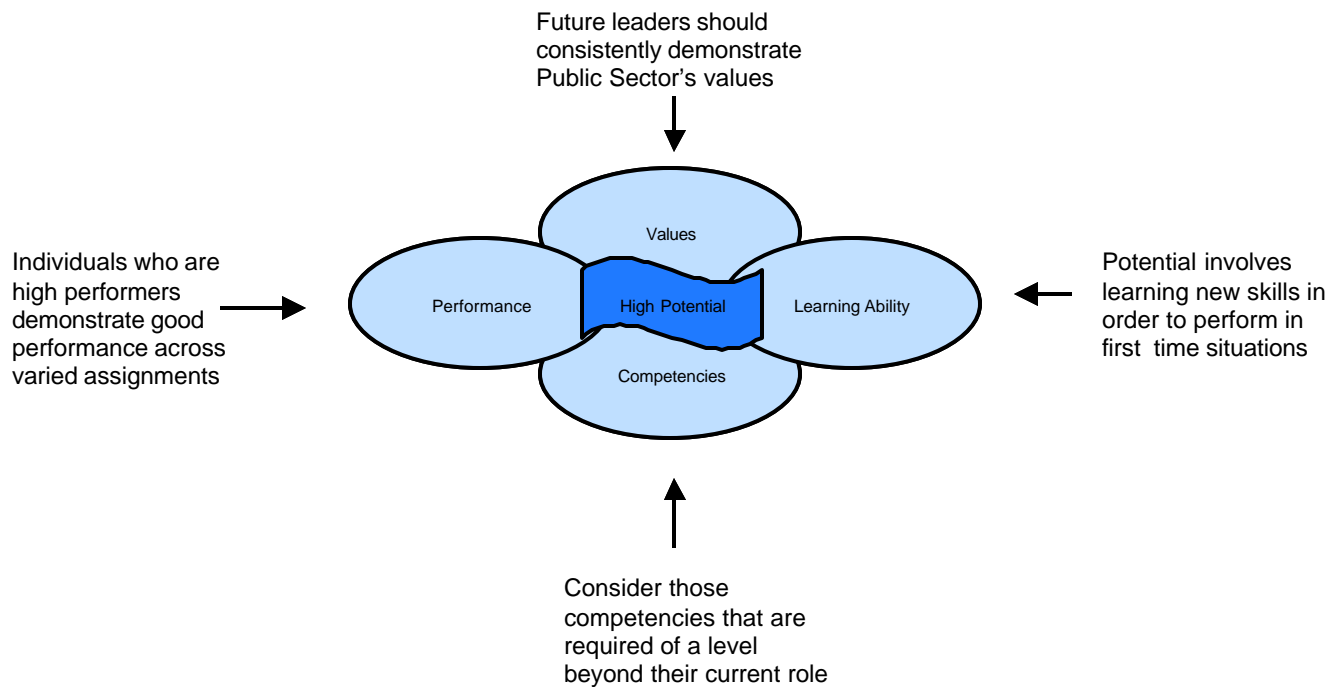 Future leaders should
consistently demonstrate
Public Sector's values
Values
Individuals who are
high performers
demonstrate good
performance across
varied assignments
Performance
High Potential
Learning Ability
Potential involves
learning new skills in
order to perform in
first time situations
Competencies
Consider those
competencies that are
required of a level
beyond their current role